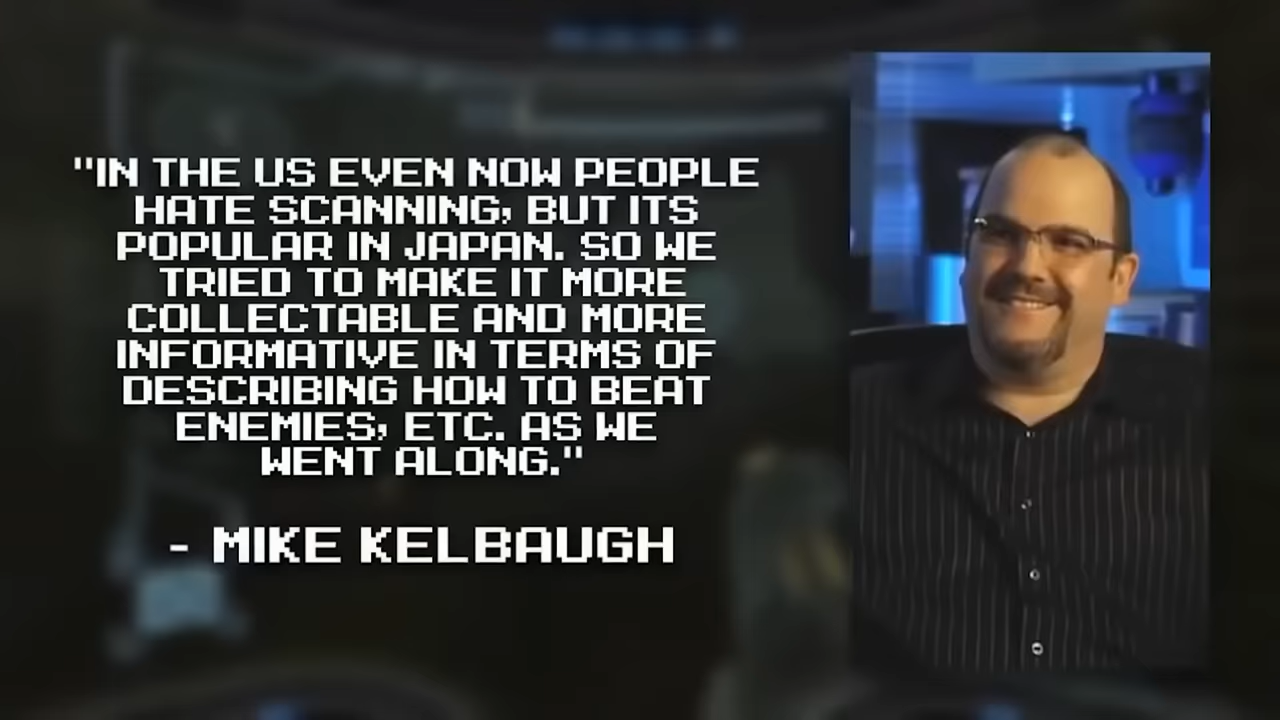 "IN THE US EVEN NOW PEOPLE
HATE SCANNING, BUT ITS
POPULAR IN JAPAN. SO WE
TRIED TO MAKE IT MORE
COLLECTABLE AND MORE
INFORMATIVE IN TERMS OF
DESCRIBING HOW TO BEAT
ENEMIES, ETC. AS WE
WENT ALONG."
- MIKE KELBAUGH